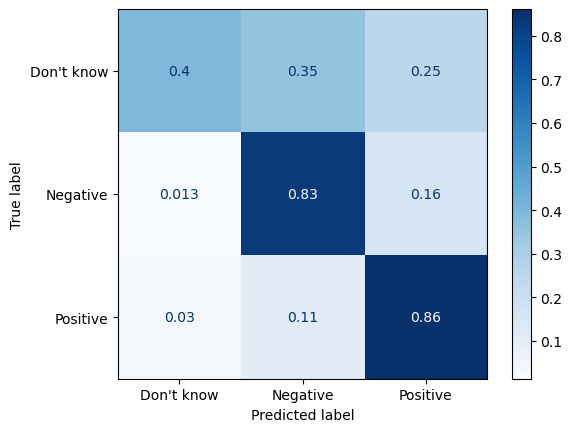 True label
Don't know 0.4 0.35 0.25
Negative 0.013 0.83 0.16
Positive 0.03 0.11 0.86
Don't know Negative Positive
Predicted label
0.8
0.7
0.6
0.5
0.4
0.3
0.2
0.1